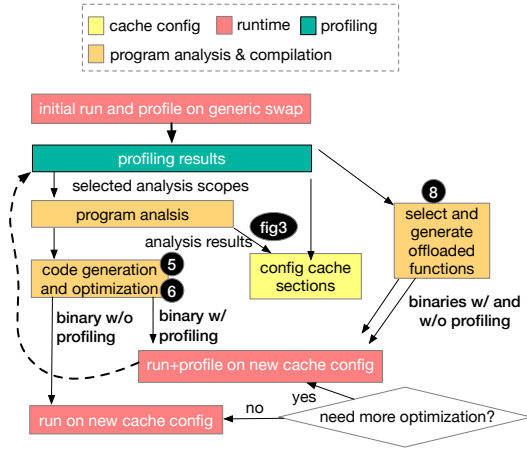 cache config
runtime
profiling
program analysis & compilation
initial run and profile on generic swap
profiling results
selected analysis scopes
8
program analsis
fig3
select and
generate
offloaded
functions
analysis results
5
code generation
and optimization
6
config cache
sections
binary w/o
profiling
binary w/
profiling
binaries w/ and
w/o profiling
run+profile on new cache config
yes
no
need more optimization?
run on new cache config